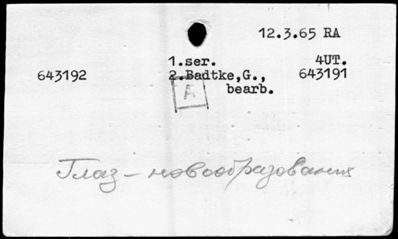 12.3.65 RA
1.ser. 4UT.
643192 2.Badtke,G., 643191
bearb.
A
Глаз - новообразования